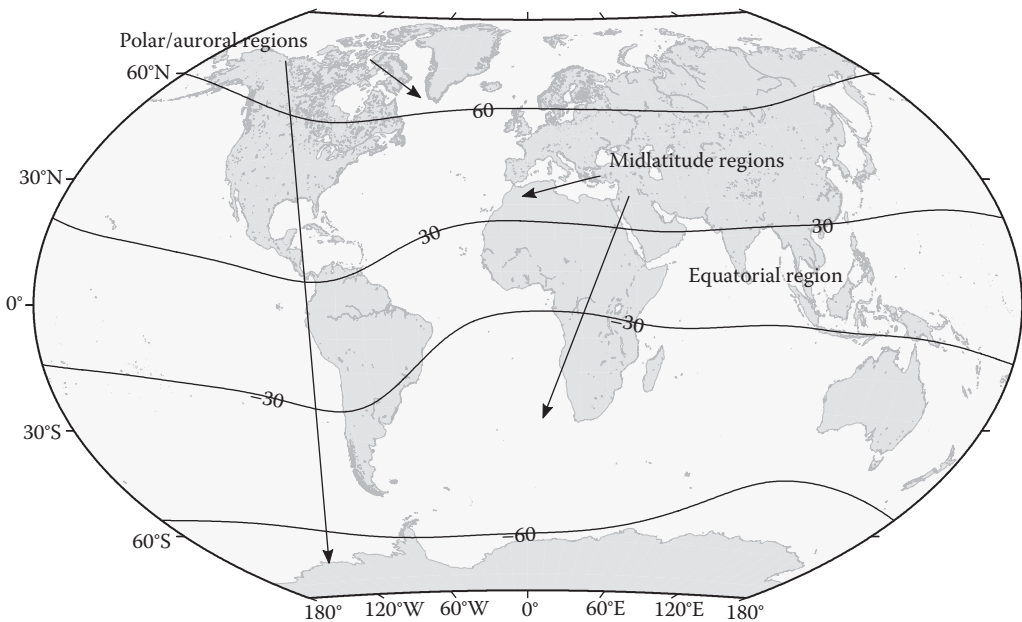 Polar/auroral regions
60°N
60
Midlatitude regions
30°N
30
30
Equatorial region
0°
−30
−30
30°S
−60
60°S
180°
120°W
60°W
0°
60°E
120°E
180°